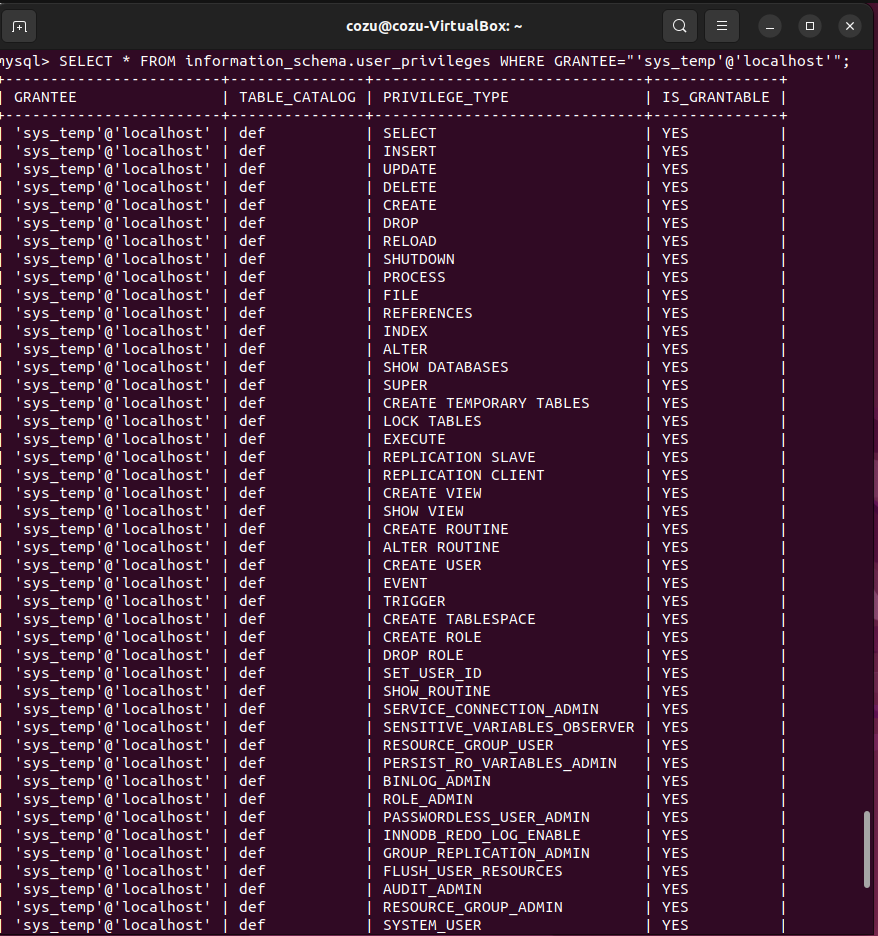 cozu@cozu-VirtualBox: ~
mysql> SELECT * FROM information_schema.user_privileges WHERE GRANTEE="'sys_temp'@'localhost'";
+------------------------+---------------+-----------------------------+--------------+
| GRANTEE | TABLE_CATALOG | PRIVILEGE_TYPE | IS_GRANTABLE |
+------------------------+---------------+-----------------------------+--------------+
| 'sys_temp'@'localhost' | def | SELECT | YES |
| 'sys_temp'@'localhost' | def | INSERT | YES |
| 'sys_temp'@'localhost' | def | UPDATE | YES |
| 'sys_temp'@'localhost' | def | DELETE | YES |
| 'sys_temp'@'localhost' | def | CREATE | YES |
| 'sys_temp'@'localhost' | def | DROP | YES |
| 'sys_temp'@'localhost' | def | RELOAD | YES |
| 'sys_temp'@'localhost' | def | SHUTDOWN | YES |
| 'sys_temp'@'localhost' | def | PROCESS | YES |
| 'sys_temp'@'localhost' | def | FILE | YES |
| 'sys_temp'@'localhost' | def | REFERENCES | YES |
| 'sys_temp'@'localhost' | def | INDEX | YES |
| 'sys_temp'@'localhost' | def | ALTER | YES |
| 'sys_temp'@'localhost' | def | SHOW DATABASES | YES |
| 'sys_temp'@'localhost' | def | SUPER | YES |
| 'sys_temp'@'localhost' | def | CREATE TEMPORARY TABLES | YES |
| 'sys_temp'@'localhost' | def | LOCK TABLES | YES |
| 'sys_temp'@'localhost' | def | EXECUTE | YES |
| 'sys_temp'@'localhost' | def | REPLICATION SLAVE | YES |
| 'sys_temp'@'localhost' | def | REPLICATION CLIENT | YES |
| 'sys_temp'@'localhost' | def | CREATE VIEW | YES |
| 'sys_temp'@'localhost' | def | SHOW VIEW | YES |
| 'sys_temp'@'localhost' | def | CREATE ROUTINE | YES |
| 'sys_temp'@'localhost' | def | ALTER ROUTINE | YES |
| 'sys_temp'@'localhost' | def | CREATE USER | YES |
| 'sys_temp'@'localhost' | def | EVENT | YES |
| 'sys_temp'@'localhost' | def | TRIGGER | YES |
| 'sys_temp'@'localhost' | def | CREATE TABLESPACE | YES |
| 'sys_temp'@'localhost' | def | CREATE ROLE | YES |
| 'sys_temp'@'localhost' | def | DROP ROLE | YES |
| 'sys_temp'@'localhost' | def | SET_USER_ID | YES |
| 'sys_temp'@'localhost' | def | SHOW_ROUTINE | YES |
| 'sys_temp'@'localhost' | def | SERVICE_CONNECTION_ADMIN | YES |
| 'sys_temp'@'localhost' | def | SENSITIVE_VARIABLES_OBSERVER | YES |
| 'sys_temp'@'localhost' | def | RESOURCE_GROUP_USER | YES |
| 'sys_temp'@'localhost' | def | PERSIST_RO_VARIABLES_ADMIN | YES |
| 'sys_temp'@'localhost' | def | BINLOG_ADMIN | YES |
| 'sys_temp'@'localhost' | def | ROLE_ADMIN | YES |
| 'sys_temp'@'localhost' | def | PASSWORDLESS_USER_ADMIN | YES |
| 'sys_temp'@'localhost' | def | INNODB_REDO_LOG_ENABLE | YES |
| 'sys_temp'@'localhost' | def | GROUP_REPLICATION_ADMIN | YES |
| 'sys_temp'@'localhost' | def | FLUSH_USER_RESOURCES | YES |
| 'sys_temp'@'localhost' | def | AUDIT_ADMIN | YES |
| 'sys_temp'@'localhost' | def | RESOURCE_GROUP_ADMIN | YES |
| 'sys_temp'@'localhost' | def | SYSTEM_USER | YES |